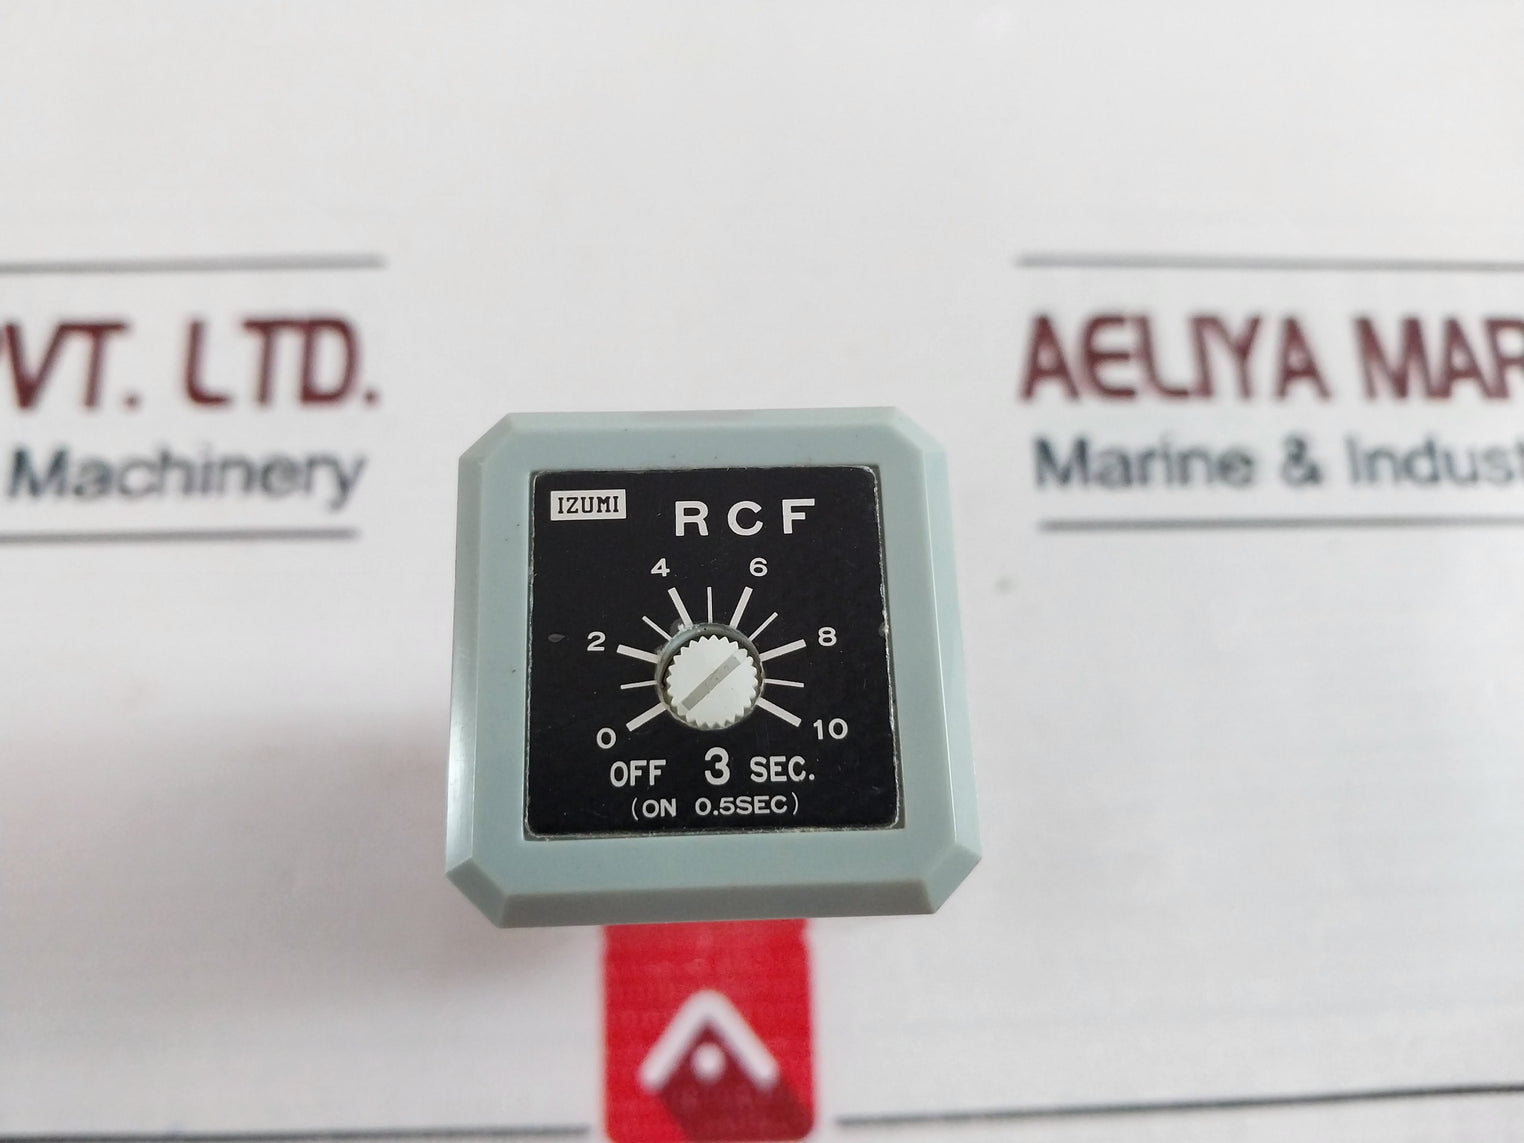 PVT. LTD.
Machinery
AELIYA MAR
Marine & Indust
IZUMI
RCF
4 6
2 8
0 10
OFF 3 SEC.
(ON 0.5SEC)